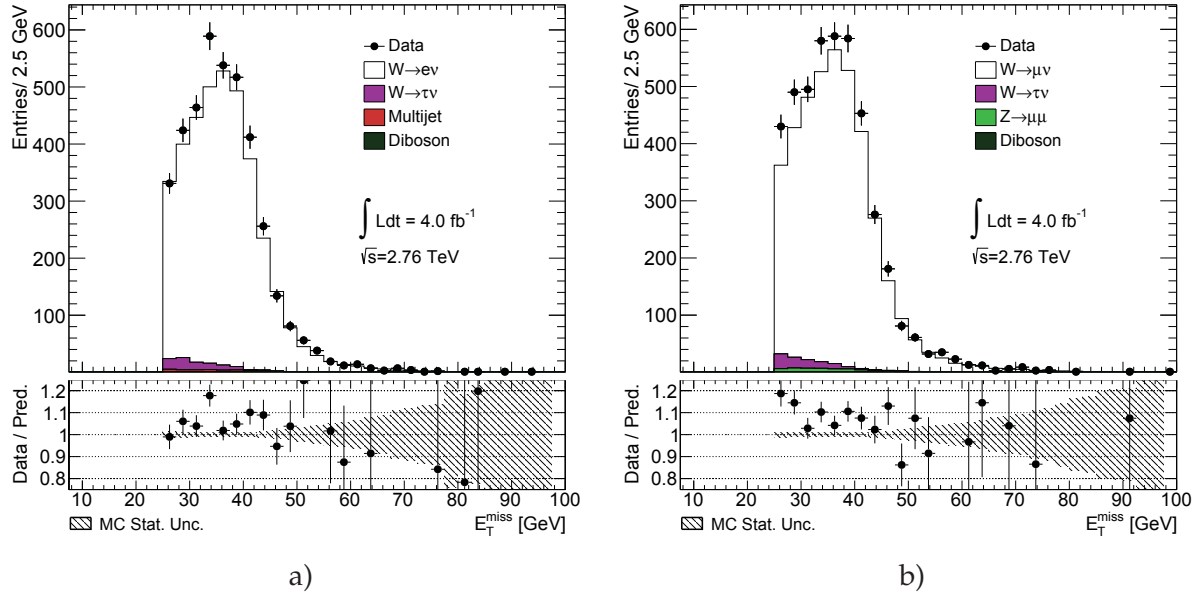 Entries/ 2.5 GeV
600
500
400
300
200
100
Data
W→eν
W→τν
Multijet
Diboson
∫ Ldt = 4.0 fb⁻¹
√s=2.76 TeV
Data / Pred.
1.2
1.1
1
0.9
0.8
10 20 30 40 50 60 70 80 90 100
MC Stat. Unc.
E_T^miss [GeV]
a)
Entries/ 2.5 GeV
600
500
400
300
200
100
Data
W→μν
W→τν
Z→μμ
Diboson
∫ Ldt = 4.0 fb⁻¹
√s=2.76 TeV
Data / Pred.
1.2
1.1
1
0.9
0.8
10 20 30 40 50 60 70 80 90 100
MC Stat. Unc.
E_T^miss [GeV]
b)